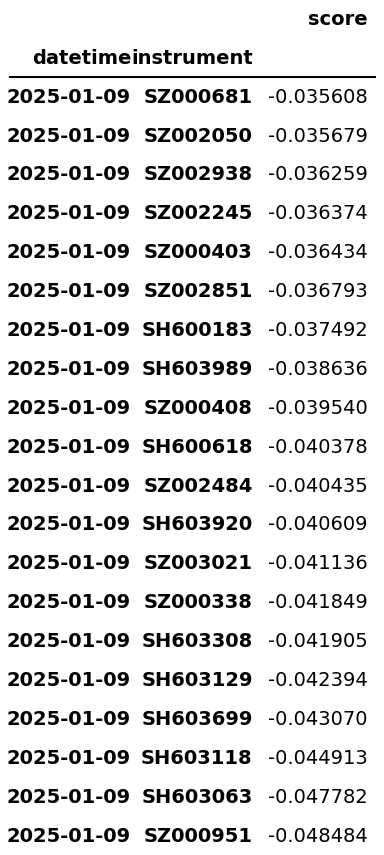 score
datetime instrument
2025-01-09 SZ000681 -0.035608
2025-01-09 SZ002050 -0.035679
2025-01-09 SZ002938 -0.036259
2025-01-09 SZ002245 -0.036374
2025-01-09 SZ000403 -0.036434
2025-01-09 SZ002851 -0.036793
2025-01-09 SH600183 -0.037492
2025-01-09 SH603989 -0.038636
2025-01-09 SZ000408 -0.039540
2025-01-09 SH600618 -0.040378
2025-01-09 SZ002484 -0.040435
2025-01-09 SH603920 -0.040609
2025-01-09 SZ003021 -0.041136
2025-01-09 SZ000338 -0.041849
2025-01-09 SH603308 -0.041905
2025-01-09 SH603129 -0.042394
2025-01-09 SH603699 -0.043070
2025-01-09 SH603118 -0.044913
2025-01-09 SH603063 -0.047782
2025-01-09 SZ000951 -0.048484